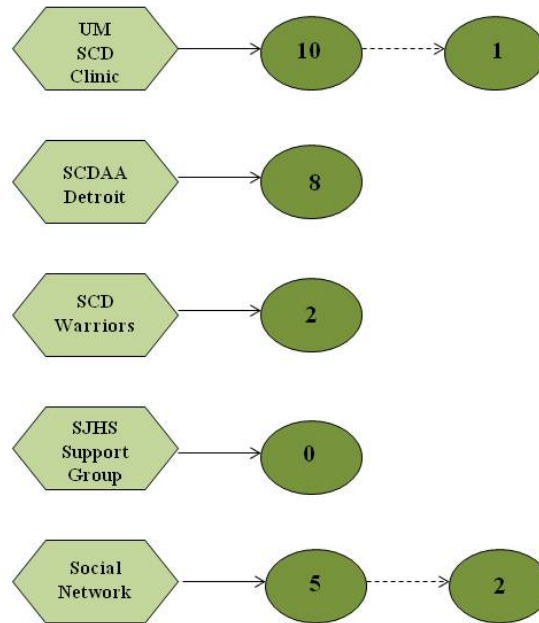 UM
SCD
Clinic
10
1
SCDAA
Detroit
8
SCD
Warriors
2
SJHS
Support
Group
0
Social
Network
5
2